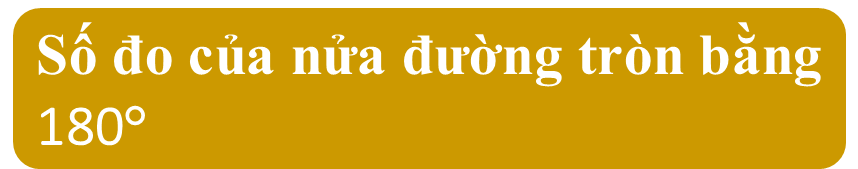 Số đo của nửa đường tròn bằng
180°